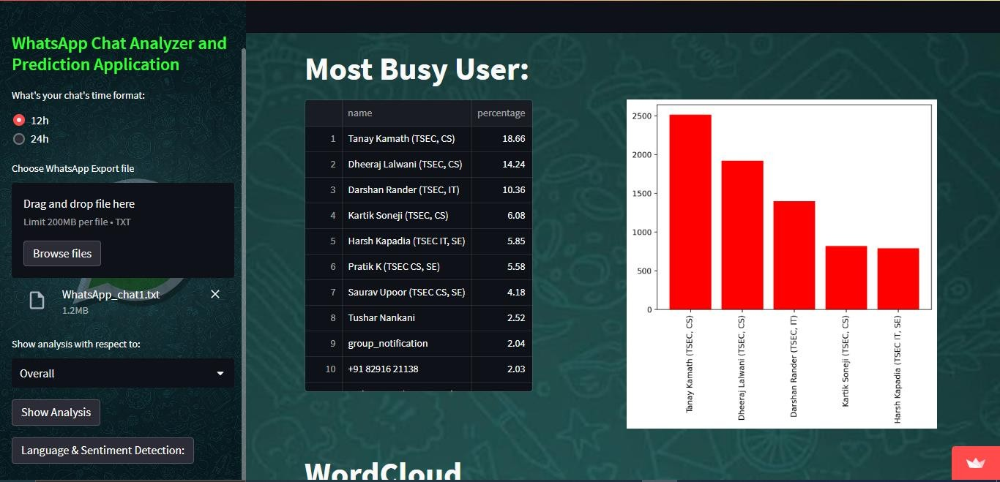 WhatsApp Chat Analyzer and
Prediction Application
What's your chat's time format:
12h
24h
Choose WhatsApp Export file
Drag and drop file here
Limit 200MB per file • TXT
Browse files
WhatsApp_chat1.txt
1.2MB
Show analysis with respect to:
Overall
Show Analysis
Language & Sentiment Detection:
Most Busy User:
name percentage
1 Tanay Kamath (TSEC, CS) 18.66
2 Dheeraj Lalwani (TSEC, CS) 14.24
3 Darshan Rander (TSEC, IT) 10.36
4 Kartik Soneji (TSEC, CS) 6.08
5 Harsh Kapadia (TSEC IT, SE) 5.85
6 Pratik K (TSEC CS, SE) 5.58
7 Saurav Upoor (TSEC CS, SE) 4.18
8 Tushar Nankani 2.52
9 group_notification 2.04
10 +91 82916 21138 2.03
2500
2000
1500
1000
500
0
Tanay Kamath (TSEC, CS)
Dheeraj Lalwani (TSEC, CS)
Darshan Rander (TSEC, IT)
Kartik Soneji (TSEC, CS)
Harsh Kapadia (TSEC IT, SE)
WordCloud